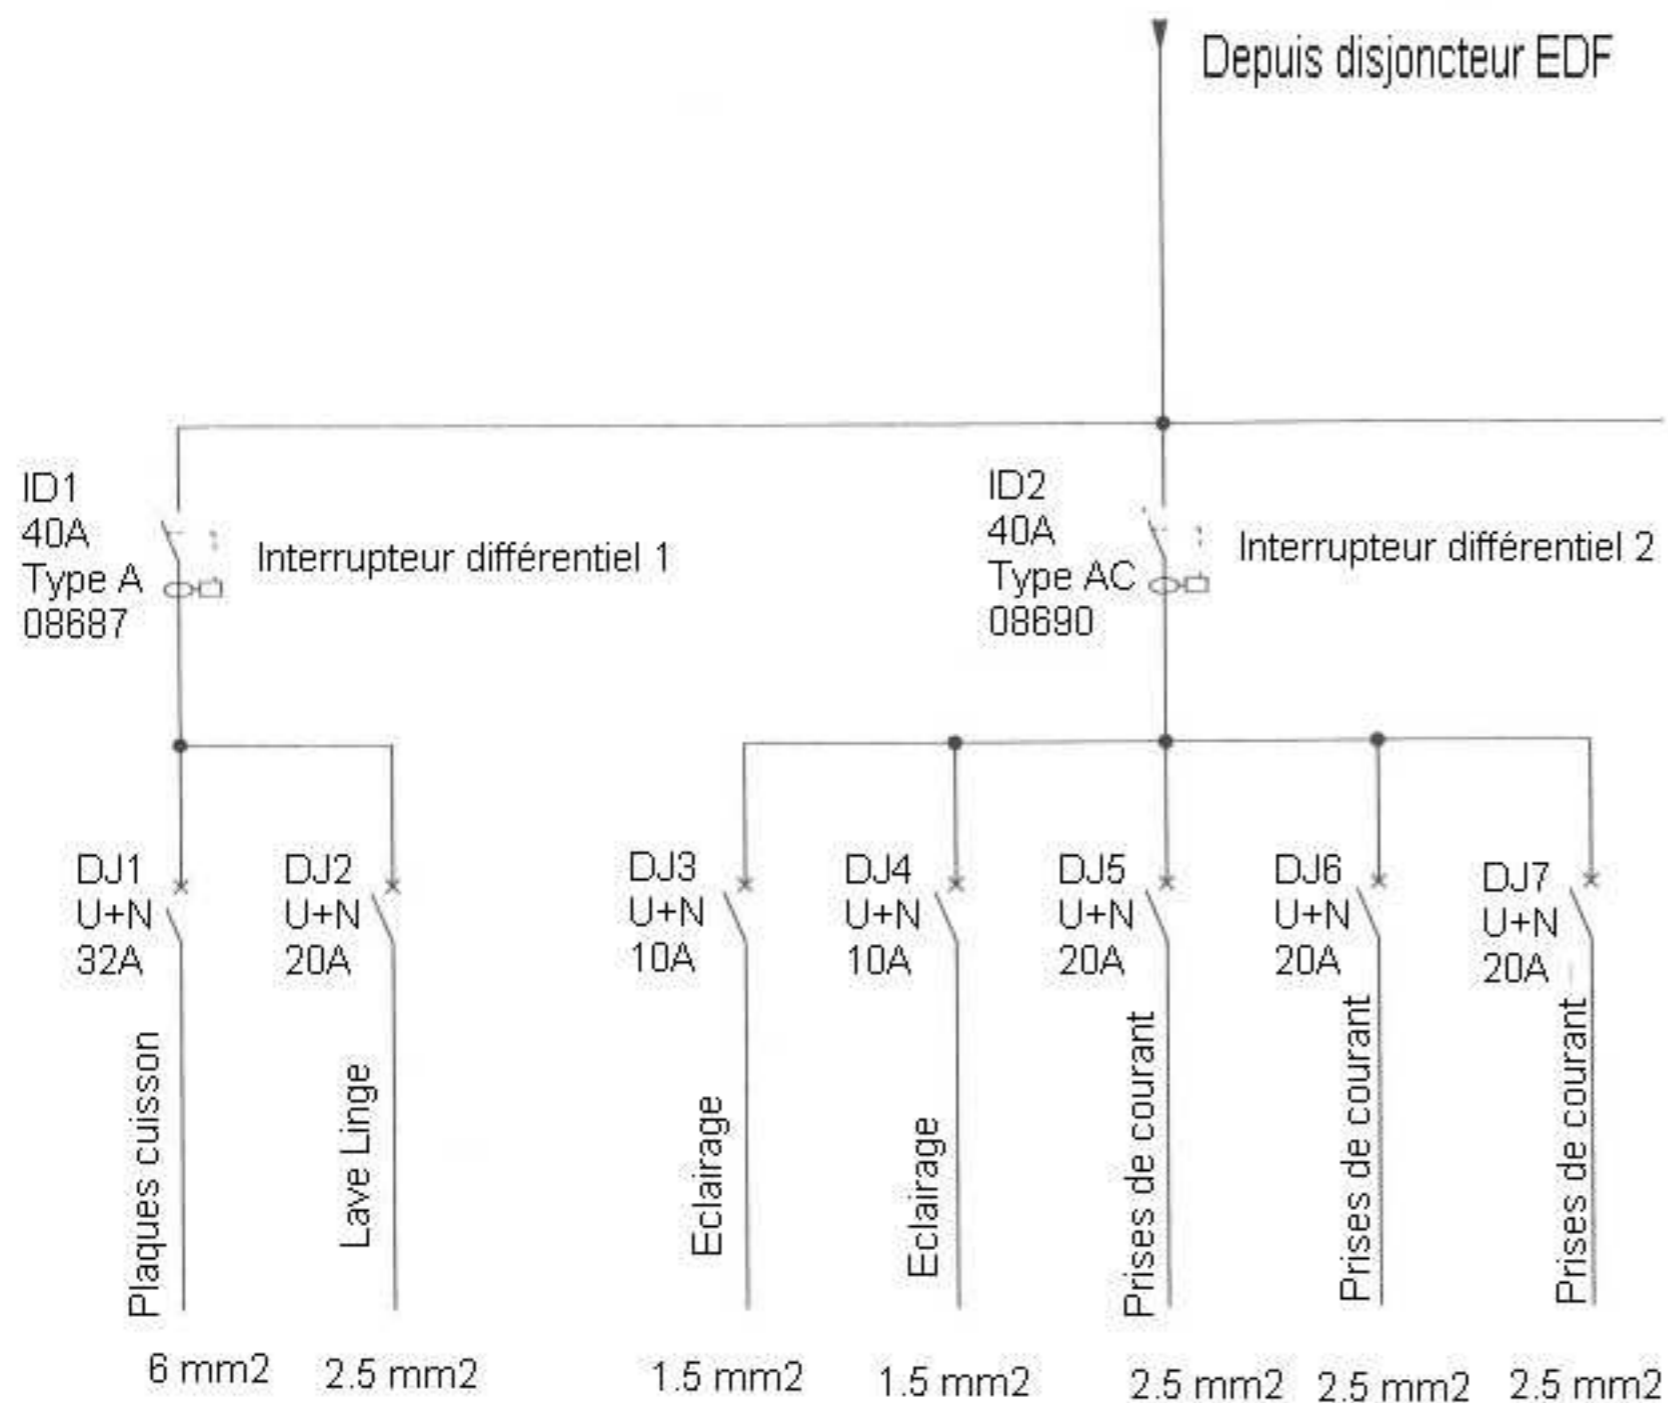 Depuis disjoncteur EDF
ID1
40A
Type A
08687
Interrupteur différentiel 1
ID2
40A
Type AC
08690
Interrupteur différentiel 2
DJ1
U+N
32A
DJ2
U+N
20A
DJ3
U+N
10A
DJ4
U+N
10A
DJ5
U+N
20A
DJ6
U+N
20A
DJ7
U+N
20A
Plaques cuisson
Lave Linge
Eclairage
Eclairage
Prises de courant
Prises de courant
Prises de courant
6 mm2
2.5 mm2
1.5 mm2
1.5 mm2
2.5 mm2
2.5 mm2
2.5 mm2